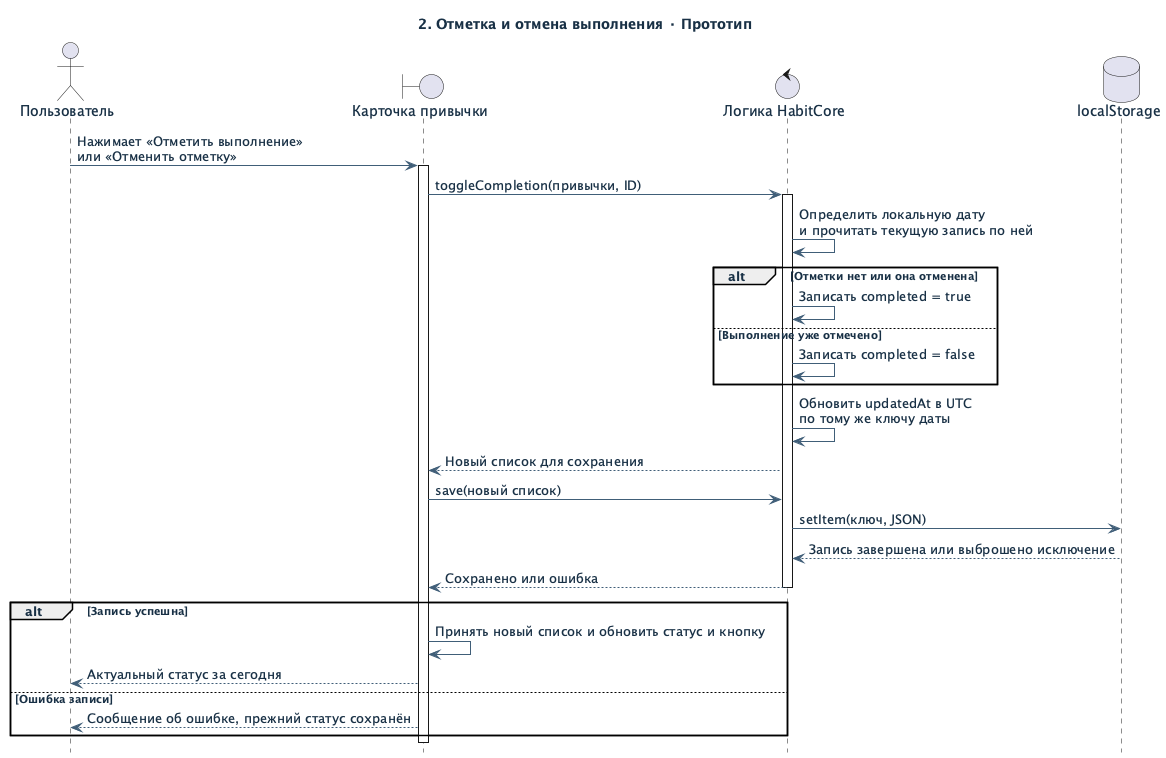 2. Отметка и отмена выполнения · Прототип
Пользователь
Карточка привычки
Логика HabitCore
localStorage
Нажимает «Отметить выполнение»
или «Отменить отметку»
toggleCompletion(привычки, ID)
Определить локальную дату
и прочитать текущую запись по ней
alt
[Отметки нет или она отменена]
Записать completed = true
[Выполнение уже отмечено]
Записать completed = false
Обновить updatedAt в UTC
по тому же ключу даты
Новый список для сохранения
save(новый список)
setItem(ключ, JSON)
Запись завершена или выброшено исключение
Сохранено или ошибка
alt
[Запись успешна]
Принять новый список и обновить статус и кнопку
Актуальный статус за сегодня
[Ошибка записи]
Сообщение об ошибке, прежний статус сохранён